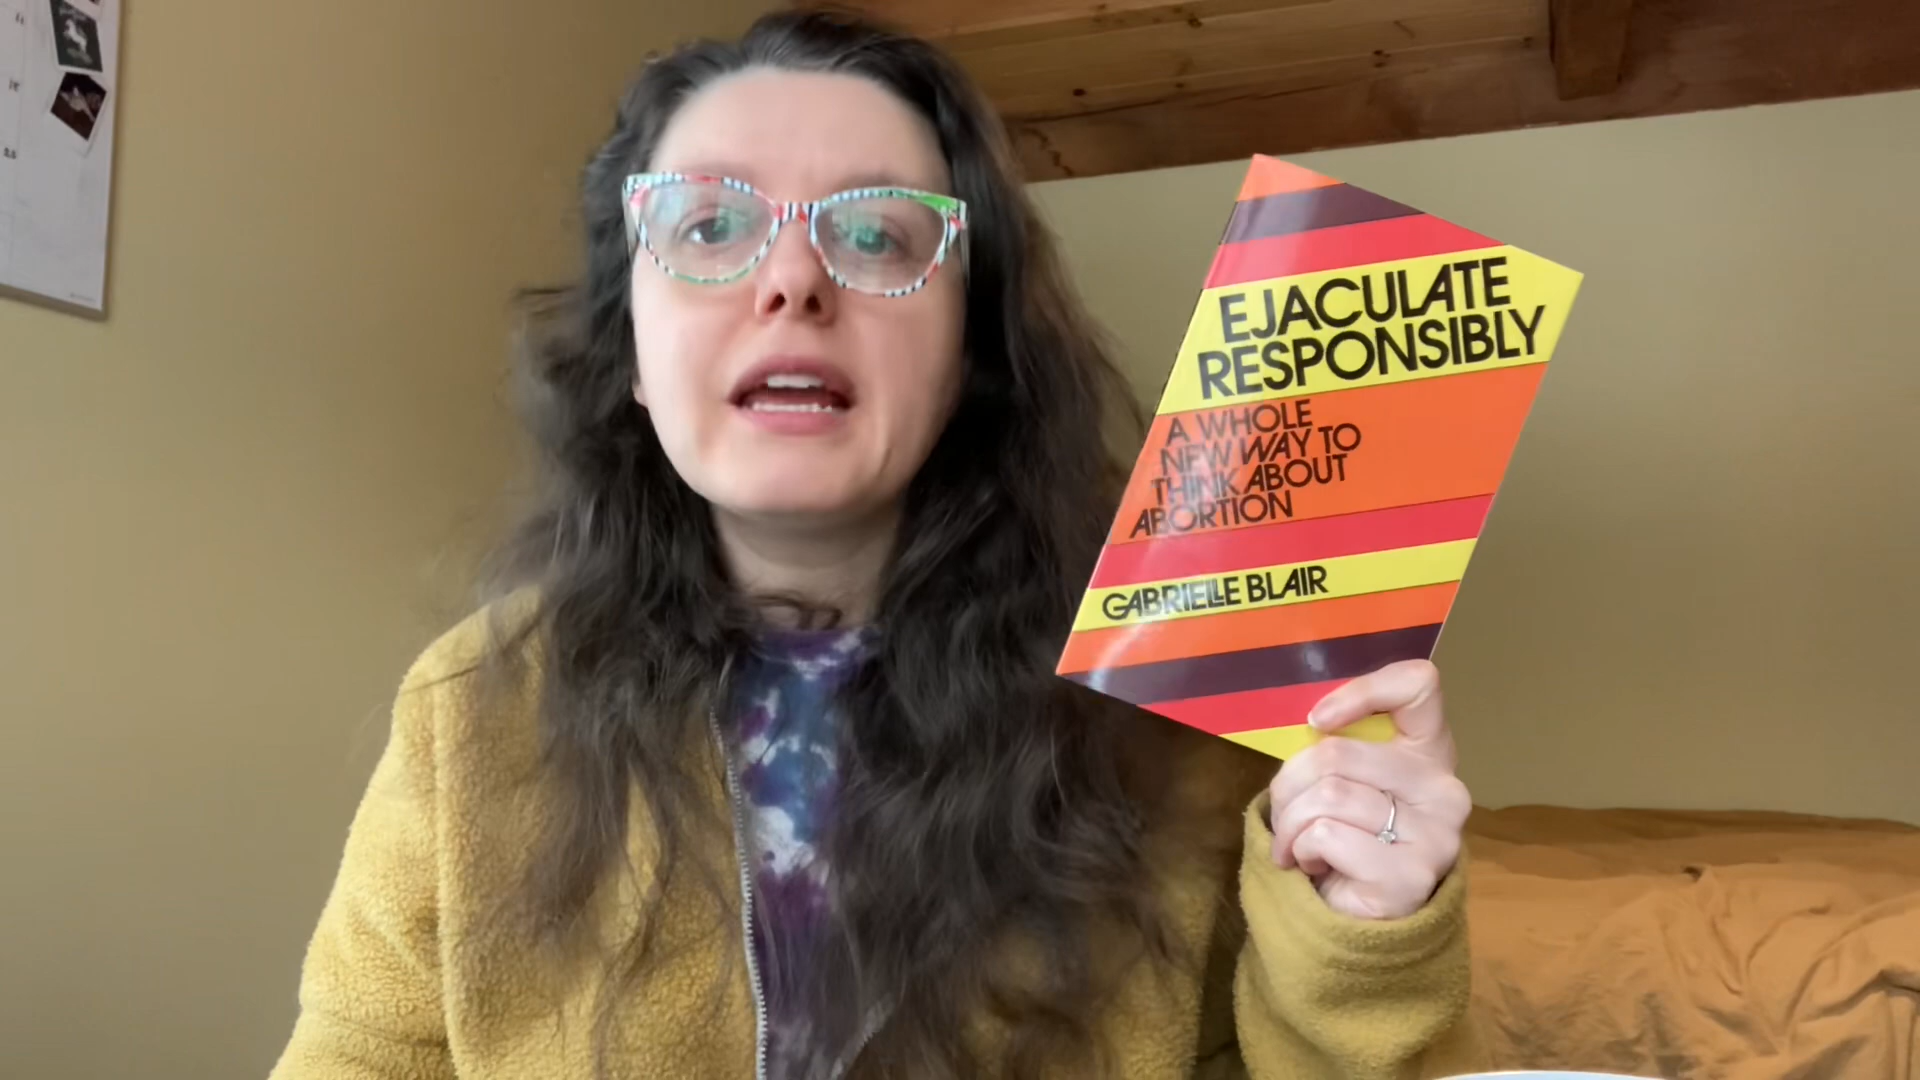 EJACULATE
RESPONSIBLY
A WHOLE
NEW WAY TO
THINK ABOUT
ABORTION
GABRIELLE BLAIR